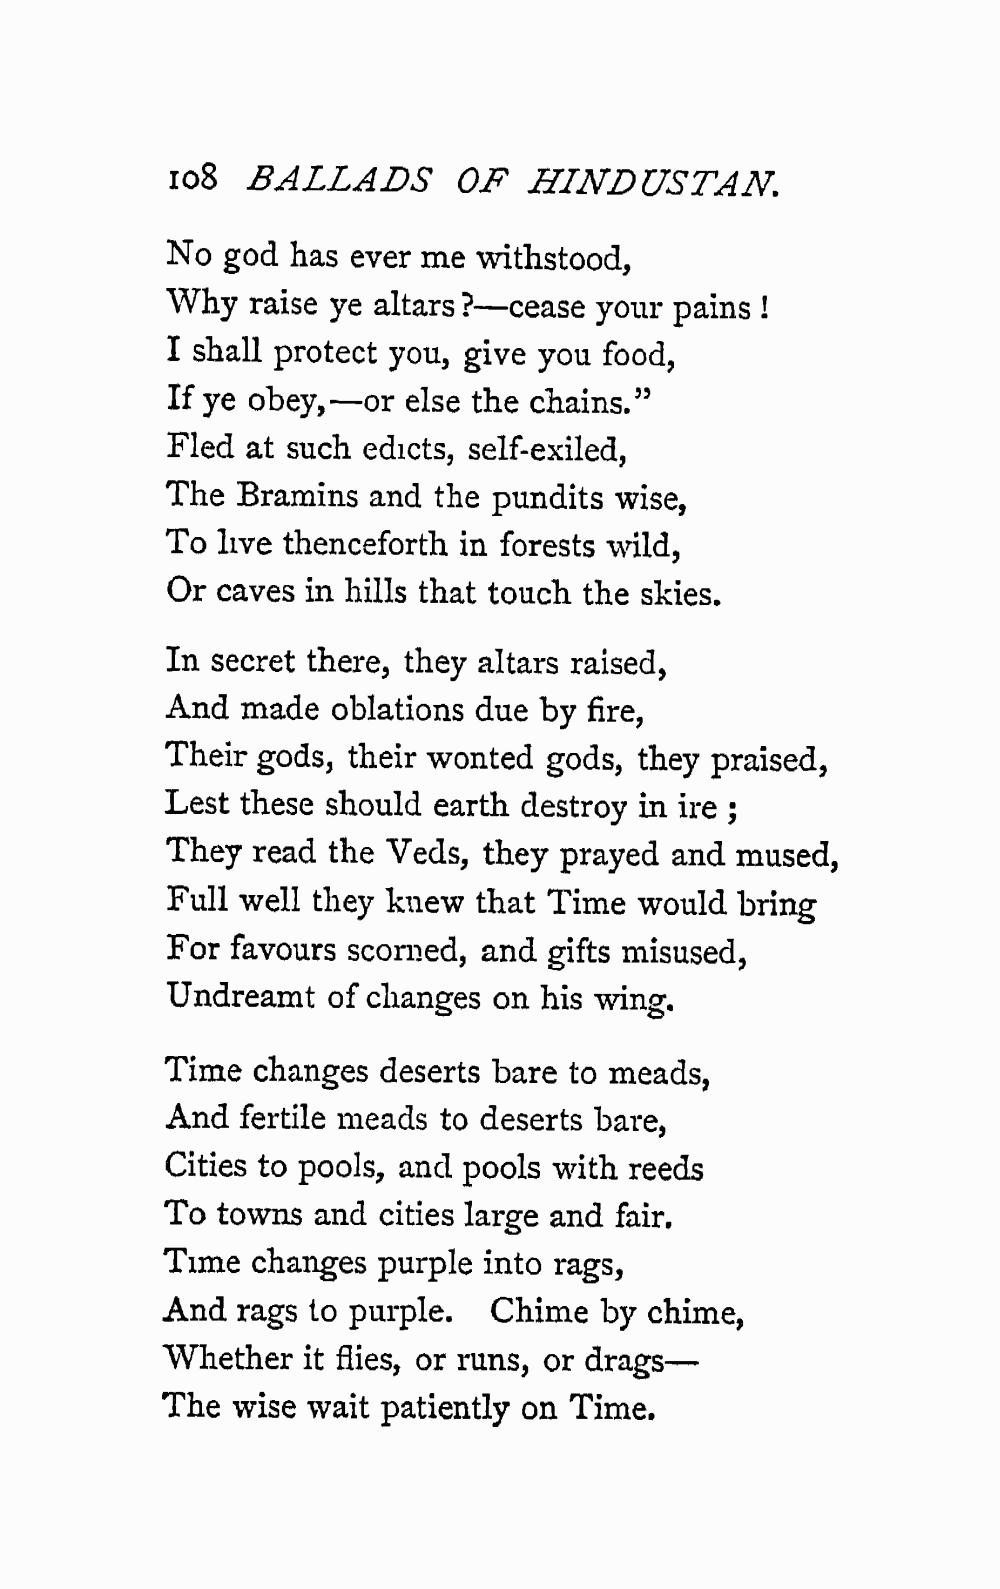 108 BALLADS OF HINDUSTAN.
No god has ever me withstood,
Why raise ye altars?—cease your pains!
I shall protect you, give you food,
If ye obey,—or else the chains.”
Fled at such edicts, self-exiled,
The Bramins and the pundits wise,
To live thenceforth in forests wild,
Or caves in hills that touch the skies.
In secret there, they altars raised,
And made oblations due by fire,
Their gods, their wonted gods, they praised,
Lest these should earth destroy in ire;
They read the Veds, they prayed and mused,
Full well they knew that Time would bring
For favours scorned, and gifts misused,
Undreamt of changes on his wing.
Time changes deserts bare to meads,
And fertile meads to deserts bare,
Cities to pools, and pools with reeds
To towns and cities large and fair.
Time changes purple into rags,
And rags to purple. Chime by chime,
Whether it flies, or runs, or drags—
The wise wait patiently on Time.